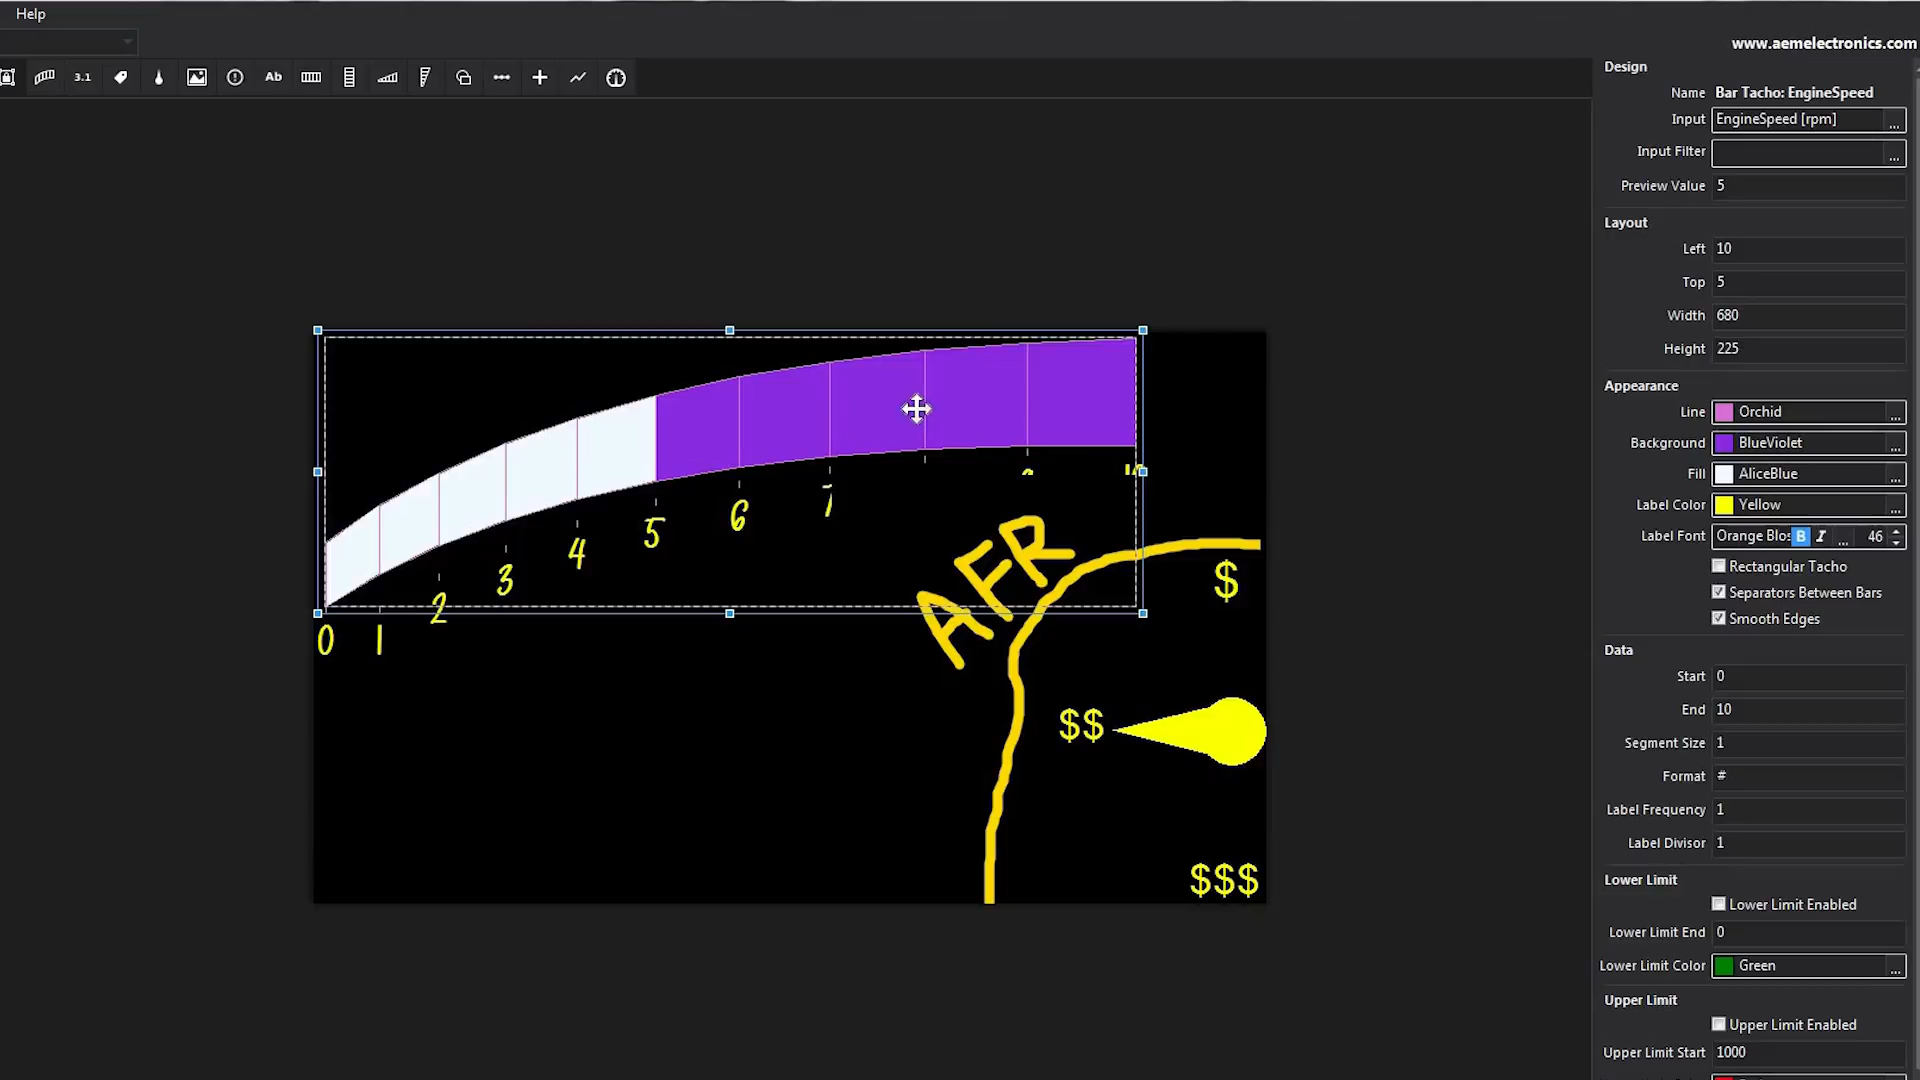 Help
www.aemelectronics.com
3.1
Ab
Design
Name Bar Tacho: EngineSpeed
Input EngineSpeed [rpm] ...
Input Filter ...
Preview Value 5
Layout
Left 10
Top 5
Width 680
Height 225
Appearance
Line Orchid ...
Background BlueViolet ...
Fill AliceBlue ...
Label Color Yellow ...
Label Font Orange Blos B I ... 46
Rectangular Tacho
Separators Between Bars
Smooth Edges
Data
Start 0
End 10
Segment Size 1
Format #
Label Frequency 1
Label Divisor 1
Lower Limit
Lower Limit Enabled
Lower Limit End 0
Lower Limit Color Green ...
Upper Limit
Upper Limit Enabled
Upper Limit Start 1000
0 1 2 3 4 5 6 7
AFR
$
$$
$$$